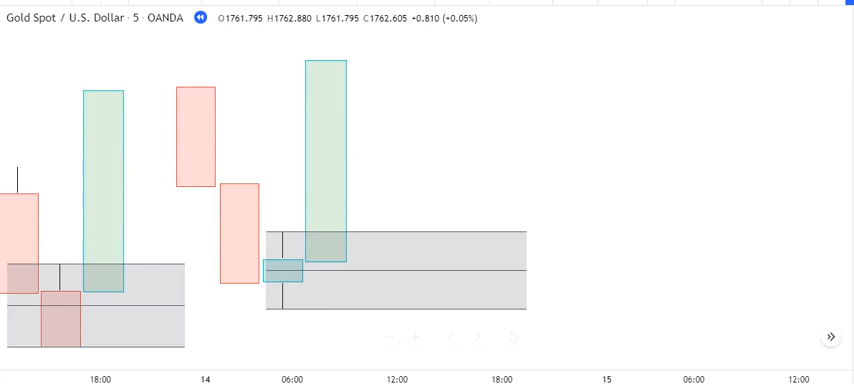 Gold Spot / U.S. Dollar · 5 · OANDA O1761.795 H1762.880 L1761.795 C1762.605 +0.810 (+0.05%)
18:00 14 06:00 12:00 18:00 15 06:00 12:00